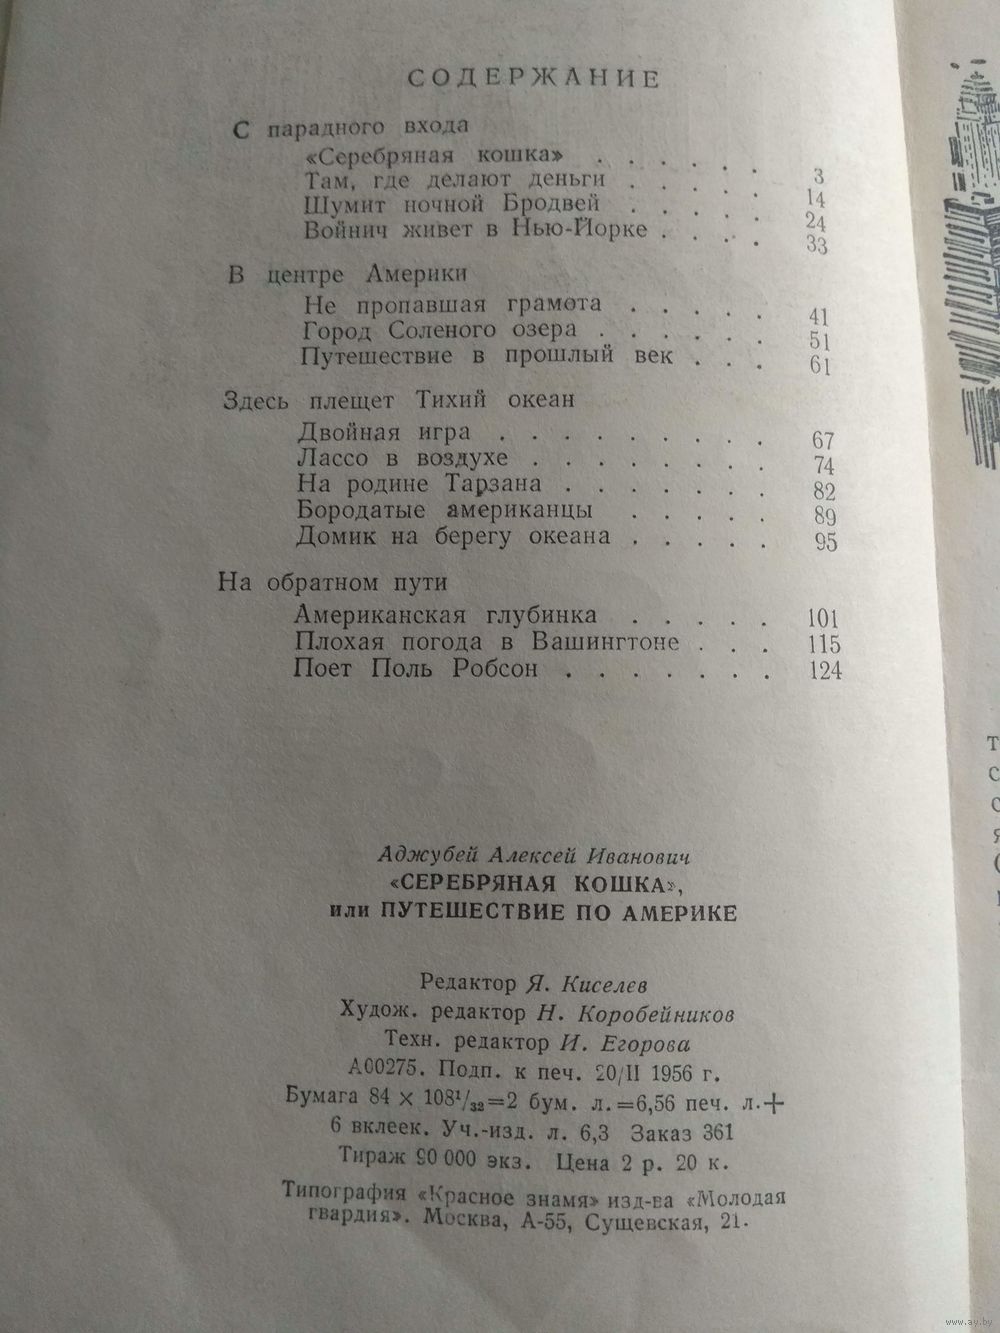 СОДЕРЖАНИЕ
С парадного входа
«Серебряная кошка» . . . . . 3
Там, где делают деньги . . . . . 14
Шумит ночной Бродвей . . . . . 24
Войнич живет в Нью-Йорке . . . . 33
В центре Америки
Не пропавшая грамота . . . . . 41
Город Соленого озера . . . . . . 51
Путешествие в прошлый век . . . 61
Здесь плещет Тихий океан
Двойная игра . . . . . . . . . 67
Лассо в воздухе . . . . . . . . 74
На родине Тарзана . . . . . . . 82
Бородатые американцы . . . . . 89
Домик на берегу океана . . . . . 95
На обратном пути
Американская глубинка . . . . . 101
Плохая погода в Вашингтоне . . . 115
Поет Поль Робсон . . . . . . . 124
Аджубей Алексей Иванович
«СЕРЕБРЯНАЯ КОШКА»,
или ПУТЕШЕСТВИЕ ПО АМЕРИКЕ
Редактор Я. Киселев
Худож. редактор Н. Коробейников
Техн. редактор И. Егорова
А00275. Подп. к печ. 20/II 1956 г.
Бумага 84 × 108¹/₃₂=2 бум. л.=6,56 печ. л.+
6 вклеек. Уч.-изд. л. 6,3 Заказ 361
Тираж 90 000 экз. Цена 2 р. 20 к.
Типография «Красное знамя» изд-ва «Молодая
гвардия». Москва, А-55, Сущевская, 21.
www.ay.by